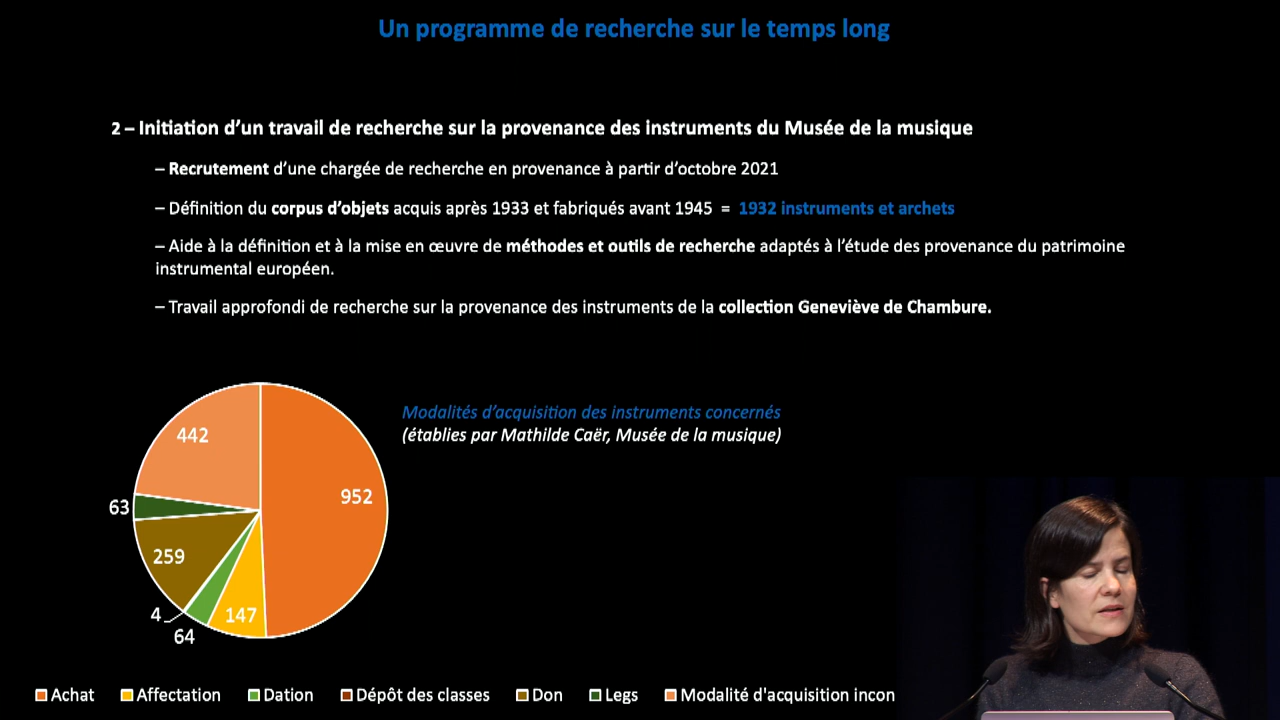 Un programme de recherche sur le temps long
2 – Initiation d’un travail de recherche sur la provenance des instruments du Musée de la musique
– Recrutement d’une chargée de recherche en provenance à partir d’octobre 2021
– Définition du corpus d’objets acquis après 1933 et fabriqués avant 1945 = 1932 instruments et archets
– Aide à la définition et à la mise en œuvre de méthodes et outils de recherche adaptés à l’étude des provenance du patrimoine
instrumental européen.
– Travail approfondi de recherche sur la provenance des instruments de la collection Geneviève de Chambure.
Modalités d’acquisition des instruments concernés
(établies par Mathilde Caër, Musée de la musique)
442
952
63
259
4
147
64
Achat Affectation Dation Dépôt des classes Don Legs Modalité d'acquisition incon